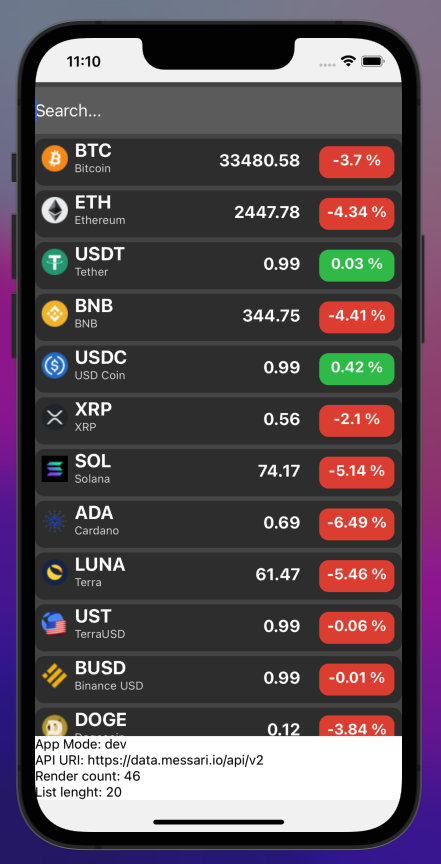 11:10
Search...
BTC 33480.58 -3.7 %
Bitcoin
ETH 2447.78 -4.34 %
Ethereum
USDT 0.99 0.03 %
Tether
BNB 344.75 -4.41 %
BNB
USDC 0.99 0.42 %
USD Coin
XRP 0.56 -2.1 %
XRP
SOL 74.17 -5.14 %
Solana
ADA 0.69 -6.49 %
Cardano
LUNA 61.47 -5.46 %
Terra
UST 0.99 -0.06 %
TerraUSD
BUSD 0.99 -0.01 %
Binance USD
DOGE 0.12 -3.84 %
App Mode: dev
API URI: https://data.messari.io/api/v2
Render count: 46
List lenght: 20